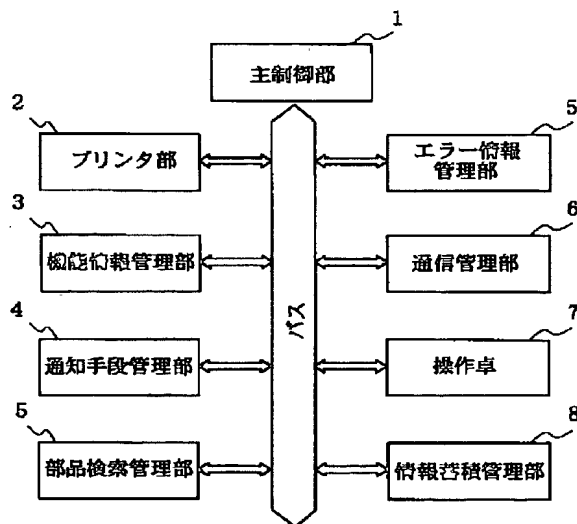 1
主制御部
2
プリンタ部
5
エラー情報
管理部
3
機能情報管理部
6
通信管理部
4
通知手段管理部
7
操作卓
5
部品検索管理部
8
情報蓄積管理部
バス